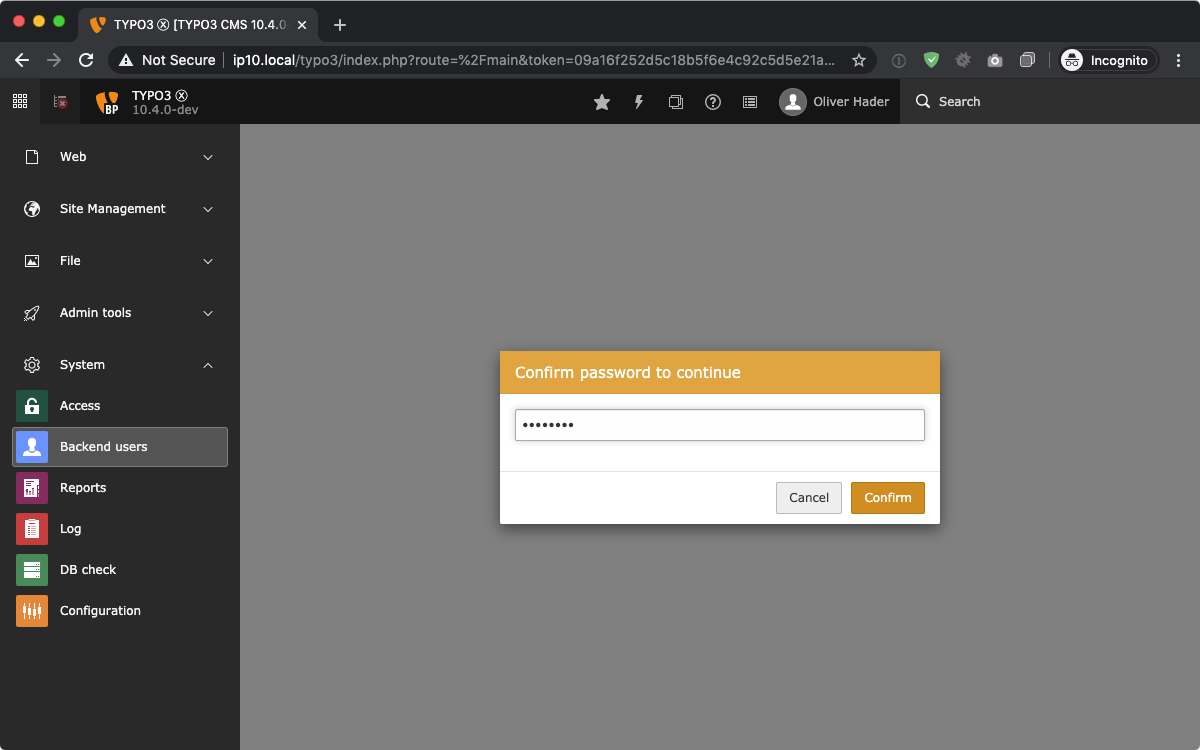 TYPO3 ⓧ [TYPO3 CMS 10.4.0
Not Secure
ip10.local/typo3/index.php?route=%2Fmain&token=09a16f252d5c18b5f6e4c92c5d5e21a...
Incognito
BP
TYPO3 ⓧ
10.4.0-dev
Oliver Hader
Search
Web
Site Management
File
Admin tools
System
Access
Backend users
Reports
Log
DB check
Configuration
Confirm password to continue
••••••••
Cancel
Confirm